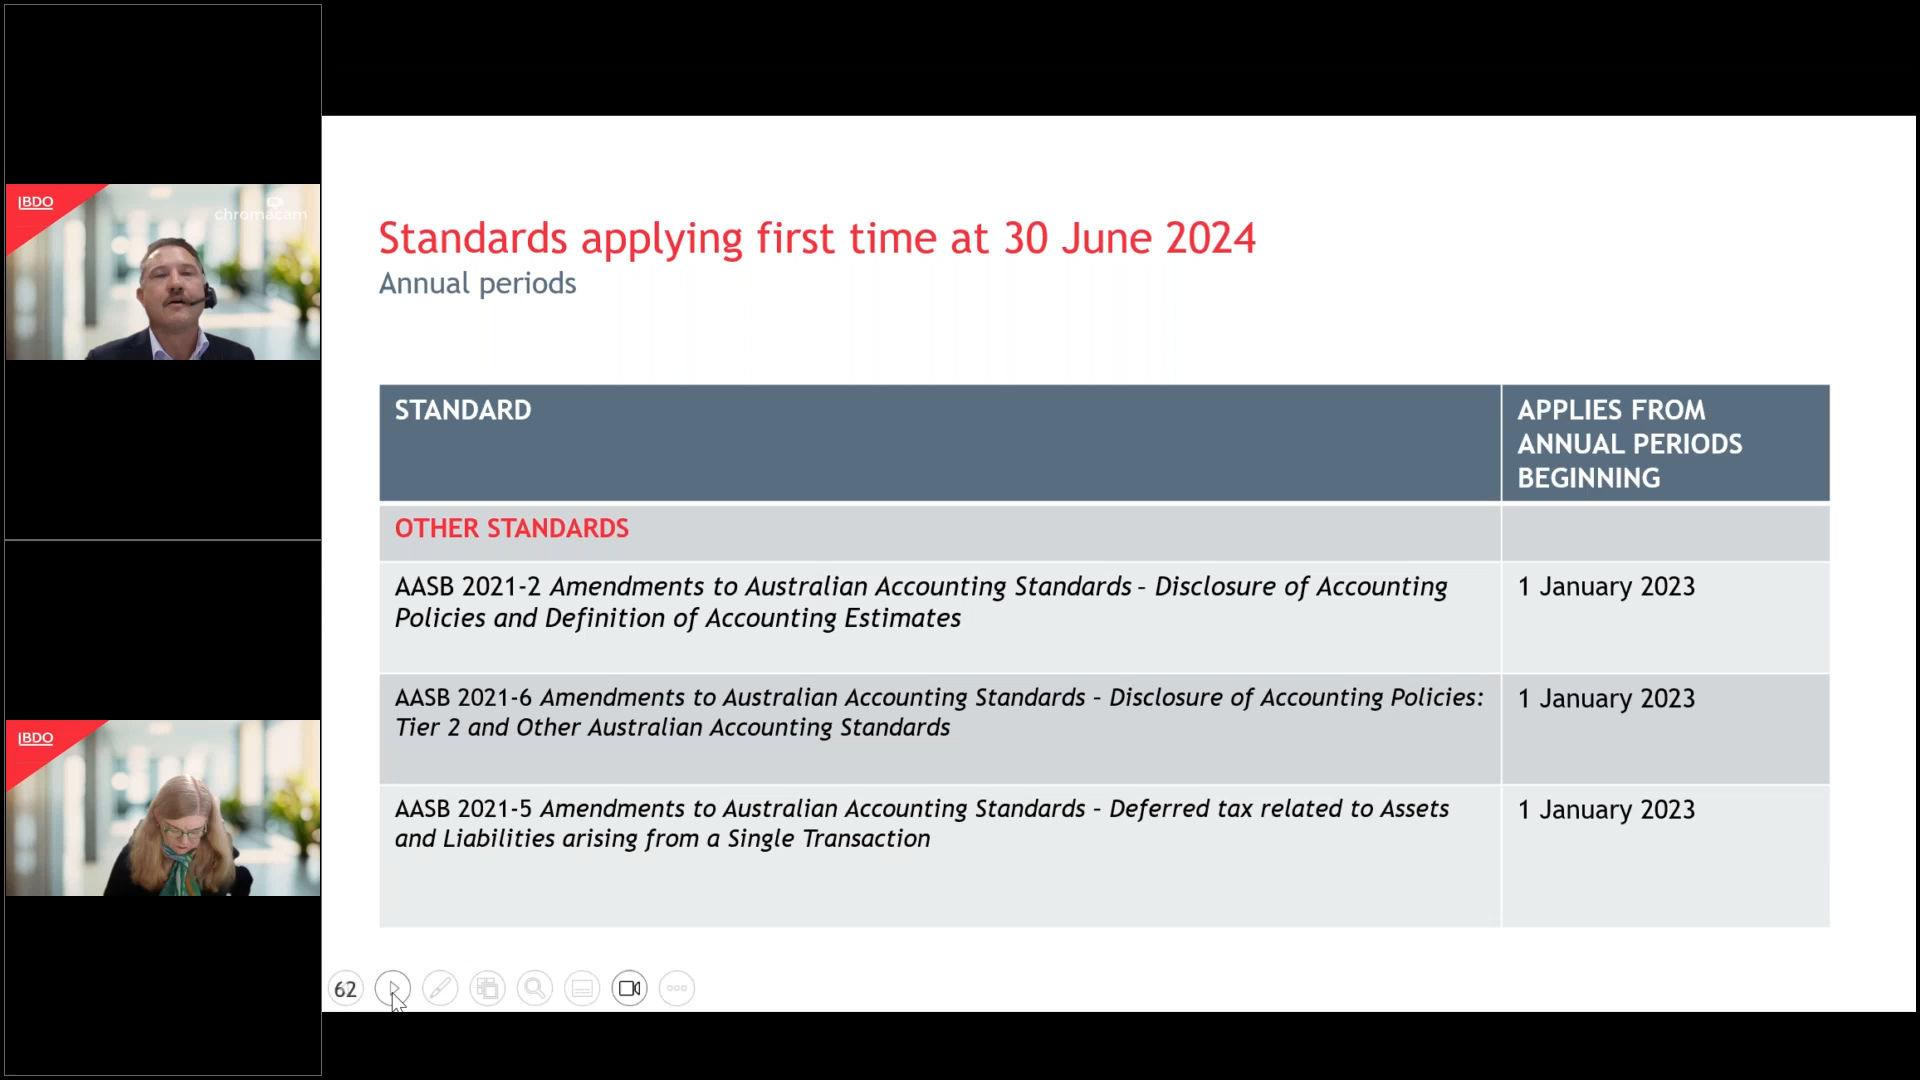 BDO
chromacam
BDO
Standards applying first time at 30 June 2024
Annual periods
STANDARD
APPLIES FROM
ANNUAL PERIODS
BEGINNING
OTHER STANDARDS
AASB 2021-2 Amendments to Australian Accounting Standards – Disclosure of Accounting
Policies and Definition of Accounting Estimates
1 January 2023
AASB 2021-6 Amendments to Australian Accounting Standards – Disclosure of Accounting Policies:
Tier 2 and Other Australian Accounting Standards
1 January 2023
AASB 2021-5 Amendments to Australian Accounting Standards – Deferred tax related to Assets
and Liabilities arising from a Single Transaction
1 January 2023
62